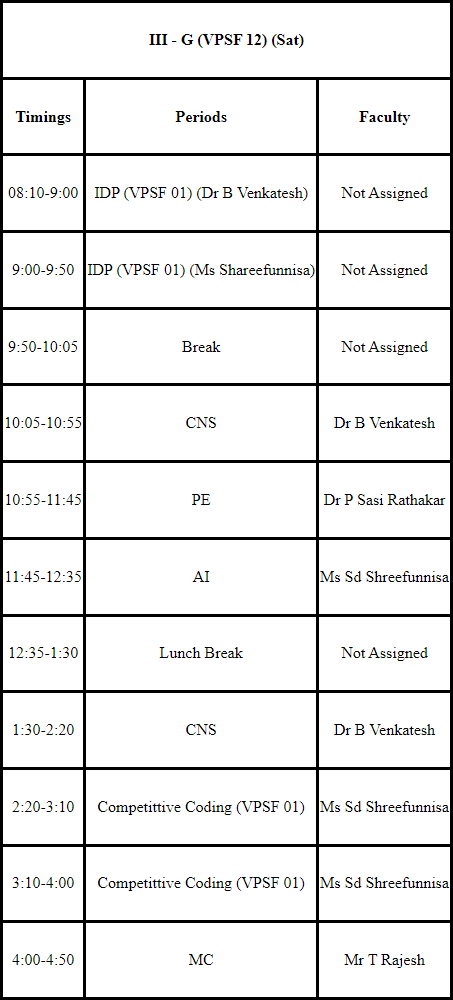 III - G (VPSF 12) (Sat)
Timings Periods Faculty
08:10-9:00 IDP (VPSF 01) (Dr B Venkatesh) Not Assigned
9:00-9:50 IDP (VPSF 01) (Ms Shareefunnisa) Not Assigned
9:50-10:05 Break Not Assigned
10:05-10:55 CNS Dr B Venkatesh
10:55-11:45 PE Dr P Sasi Rathakar
11:45-12:35 AI Ms Sd Shreefunnisa
12:35-1:30 Lunch Break Not Assigned
1:30-2:20 CNS Dr B Venkatesh
2:20-3:10 Competittive Coding (VPSF 01) Ms Sd Shreefunnisa
3:10-4:00 Competittive Coding (VPSF 01) Ms Sd Shreefunnisa
4:00-4:50 MC Mr T Rajesh